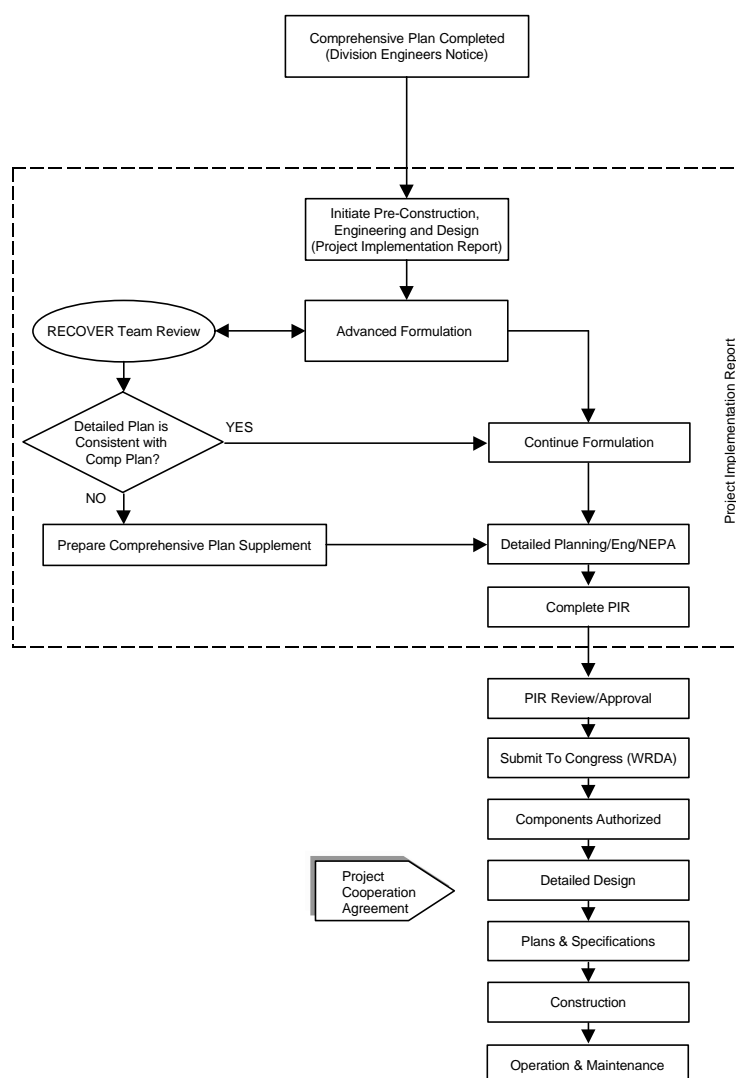 Comprehensive Plan Completed
(Division Engineers Notice)
Initiate Pre-Construction,
Engineering and Design
(Project Implementation Report)
RECOVER Team Review
Advanced Formulation
Project Implementation Report
Detailed Plan is
Consistent with
Comp Plan?
YES
Continue Formulation
NO
Prepare Comprehensive Plan Supplement
Detailed Planning/Eng/NEPA
Complete PIR
PIR Review/Approval
Submit To Congress (WRDA)
Components Authorized
Project
Cooperation
Agreement
Detailed Design
Plans & Specifications
Construction
Operation & Maintenance